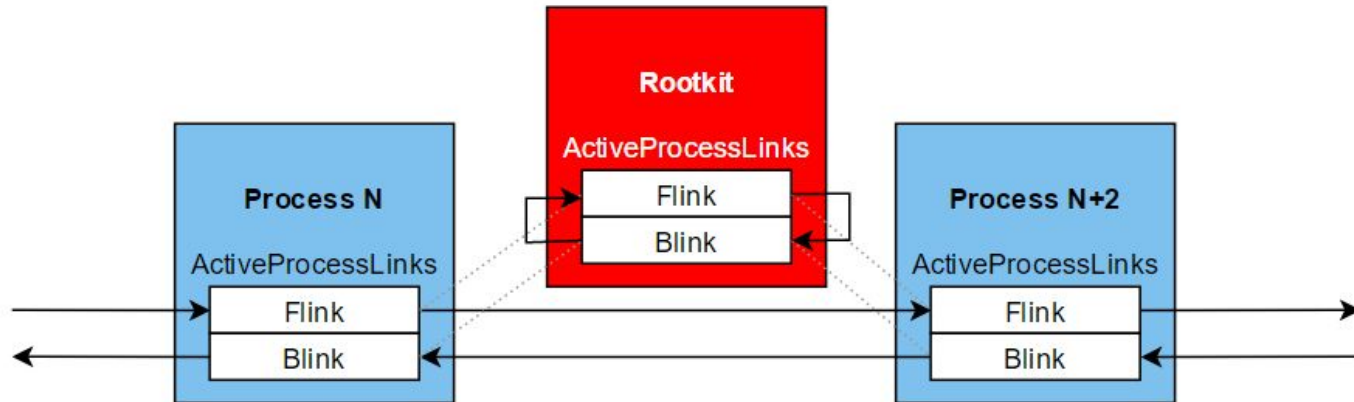 Rootkit
ActiveProcessLinks
Flink
Blink
Process N
ActiveProcessLinks
Flink
Blink
Process N+2
ActiveProcessLinks
Flink
Blink